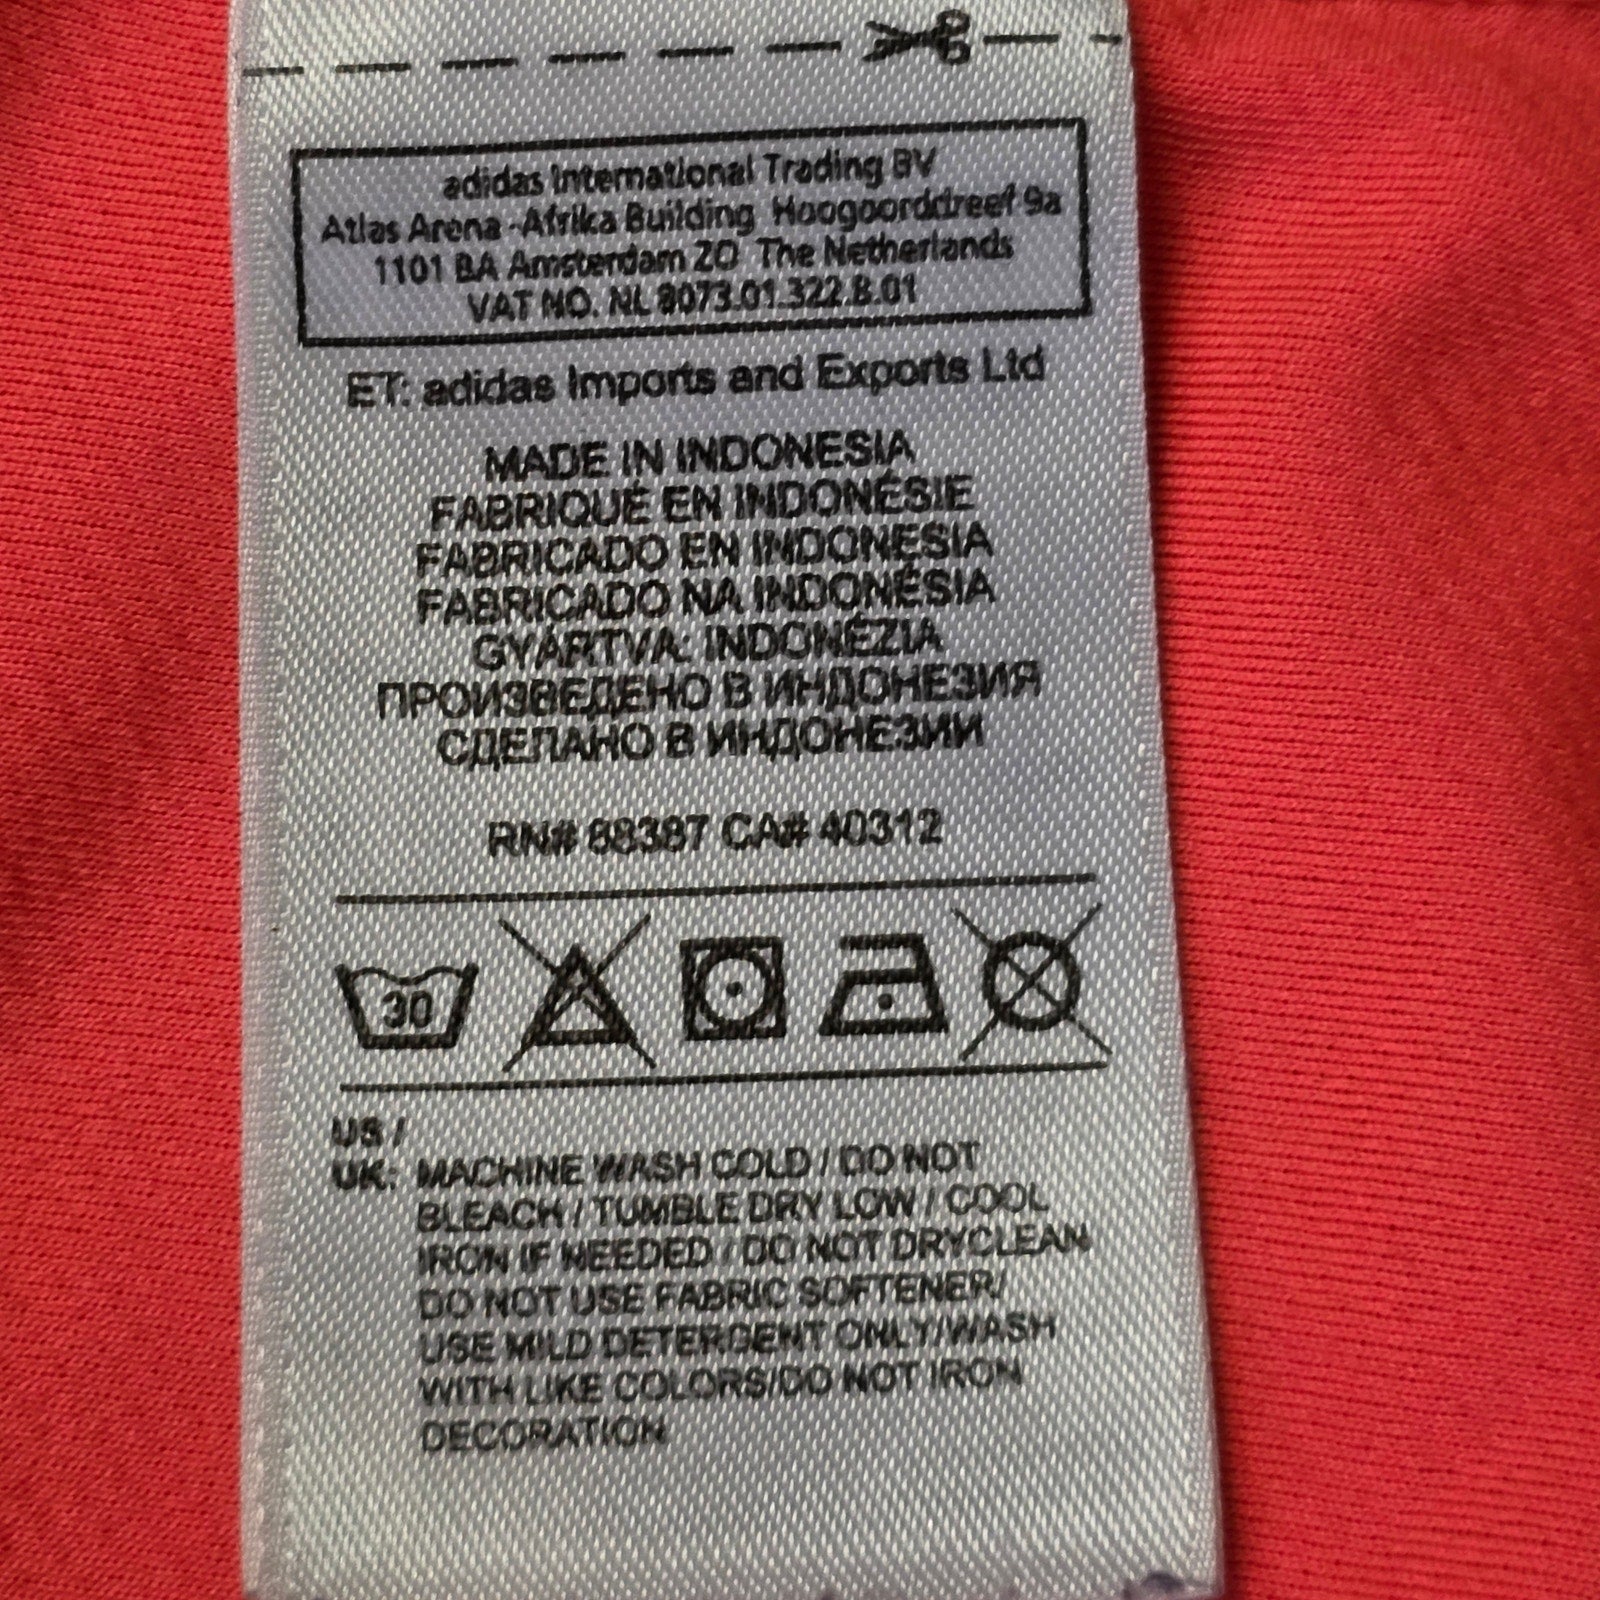 adidas International Trading BV
Atlas Arena -Afrika Building Hoogoorddreef 9a
1101 BA Amsterdam ZO The Netherlands
VAT NO. NL 8073.01.322.B.01
ET: adidas Imports and Exports Ltd
MADE IN INDONESIA
FABRIQUÉ EN INDONÉSIE
FABRICADO EN INDONESIA
FABRICADO NA INDONÉSIA
GYÁRTVA: INDONÉZIA
ПРОИЗВЕДЕНО В ИНДОНЕЗИЯ
СДЕЛАНО В ИНДОНЕЗИИ
RN# 88387 CA# 40312
30
US /
UK: MACHINE WASH COLD / DO NOT
BLEACH / TUMBLE DRY LOW / COOL
IRON IF NEEDED / DO NOT DRYCLEAN
DO NOT USE FABRIC SOFTENER/
USE MILD DETERGENT ONLY/WASH
WITH LIKE COLORS/DO NOT IRON
DECORATION